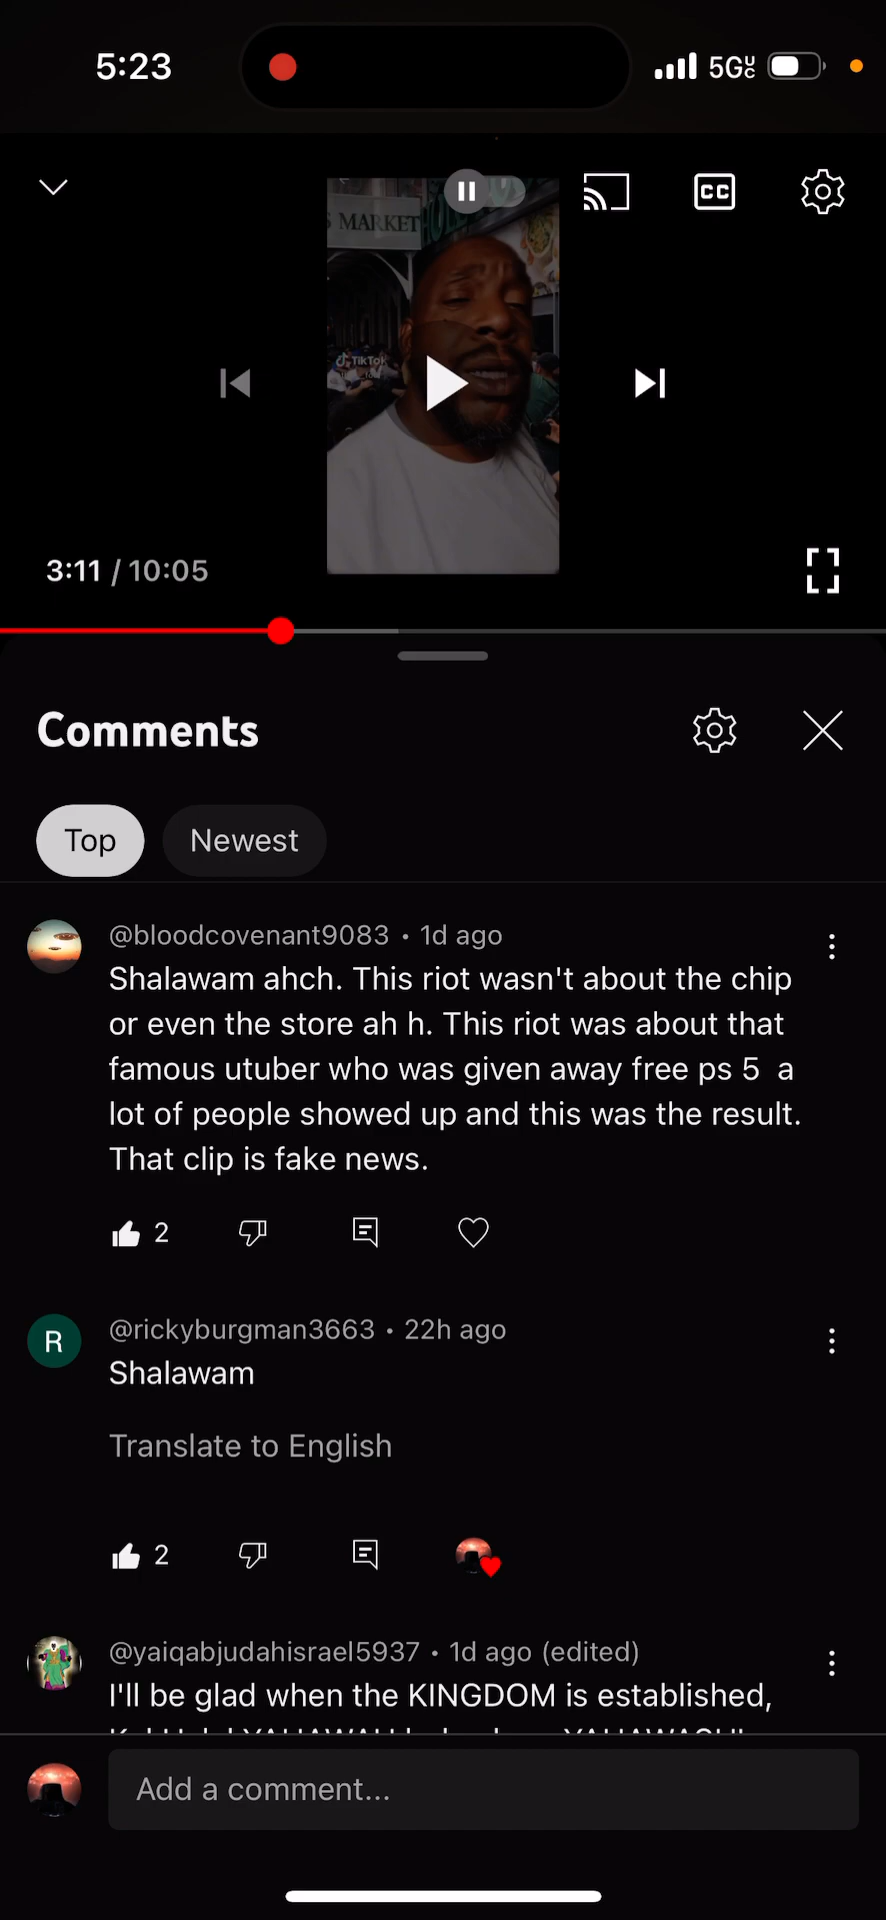 5:23
5G UC
S MARKET
CC
TikTok
3:11 / 10:05
Comments
Top
Newest
@bloodcovenant9083 • 1d ago
Shalawam ahch. This riot wasn't about the chip
or even the store ah h. This riot was about that
famous utuber who was given away free ps 5  a
lot of people showed up and this was the result.
That clip is fake news.
2
R
@rickyburgman3663 • 22h ago
Shalawam
Translate to English
2
@yaiqabjudahisrael5937 • 1d ago (edited)
I'll be glad when the KINGDOM is established,
Add a comment...